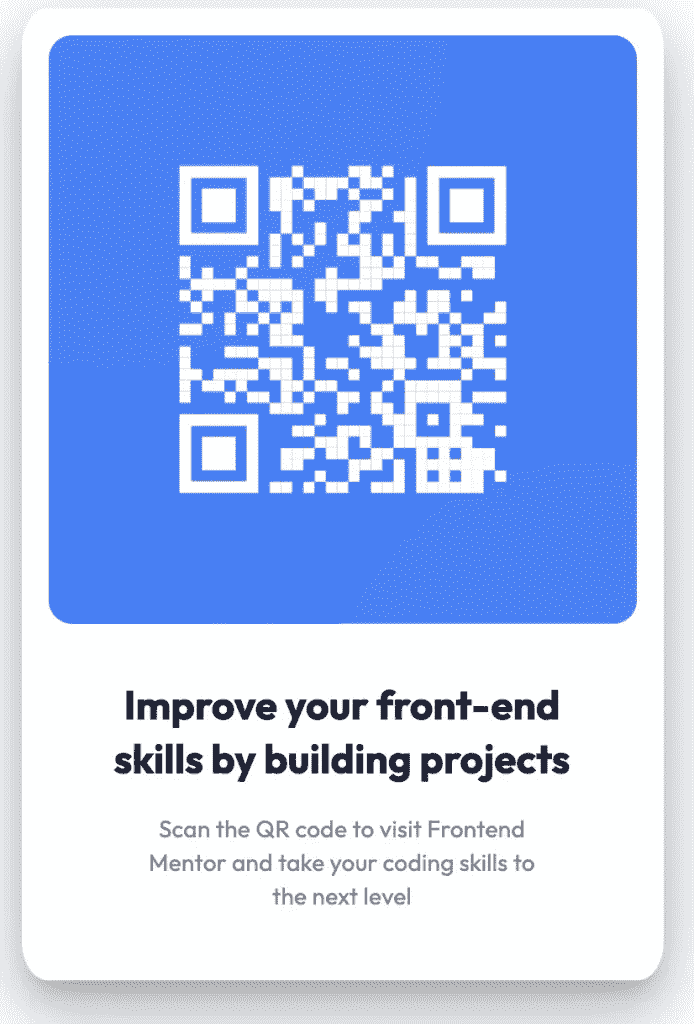 Improve your front-end
skills by building projects
Scan the QR code to visit Frontend
Mentor and take your coding skills to
the next level